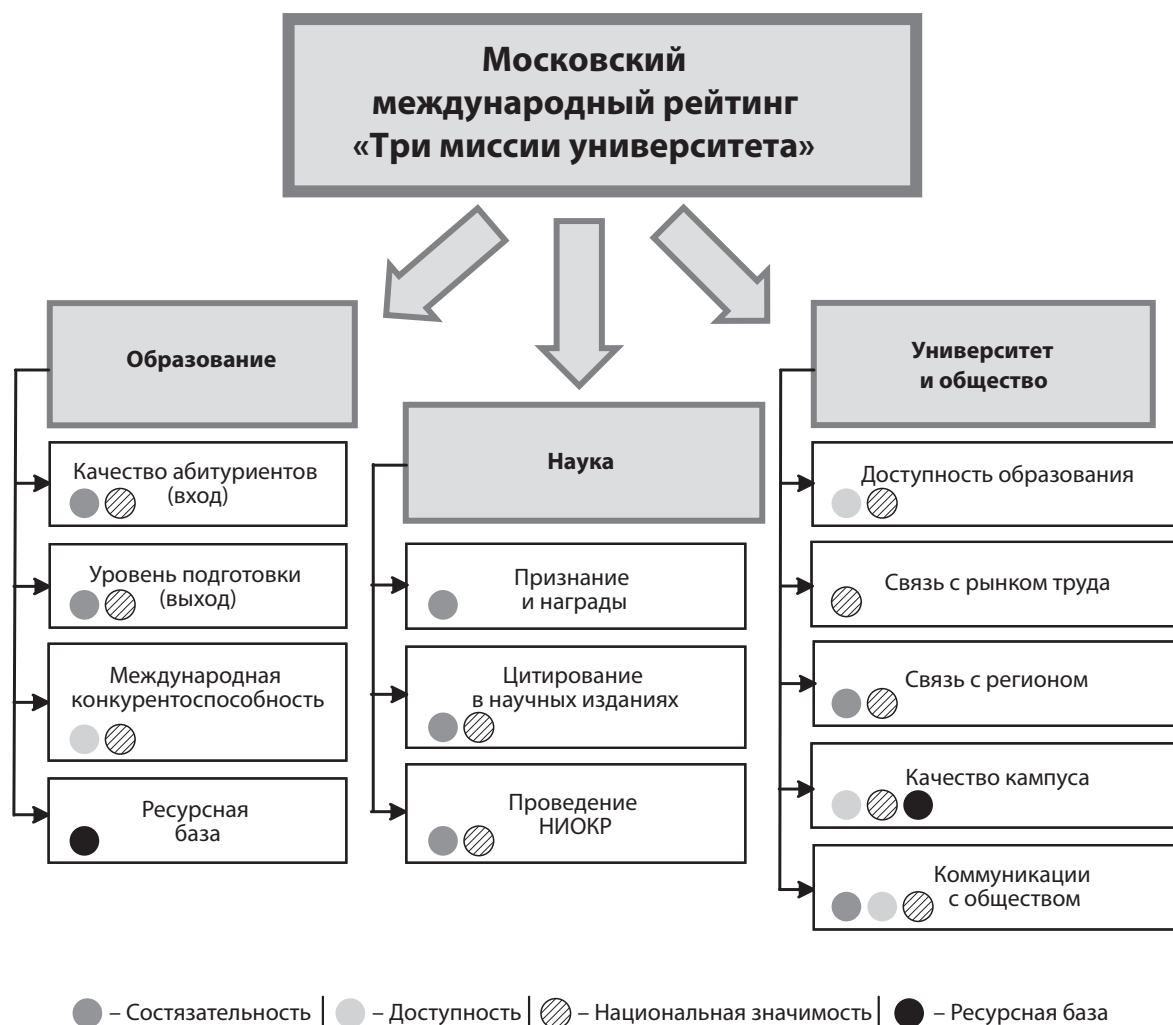 Московский
международный рейтинг
«Три миссии университета»
Образование
Качество абитуриентов
(вход)
Уровень подготовки
(выход)
Международная
конкурентоспособность
Ресурсная
база
Наука
Признание
и награды
Цитирование
в научных изданиях
Проведение
НИОКР
Университет
и общество
Доступность образования
Связь с рынком труда
Связь с регионом
Качество кампуса
Коммуникации
с обществом
– Состязательность | – Доступность | – Национальная значимость | – Ресурсная база